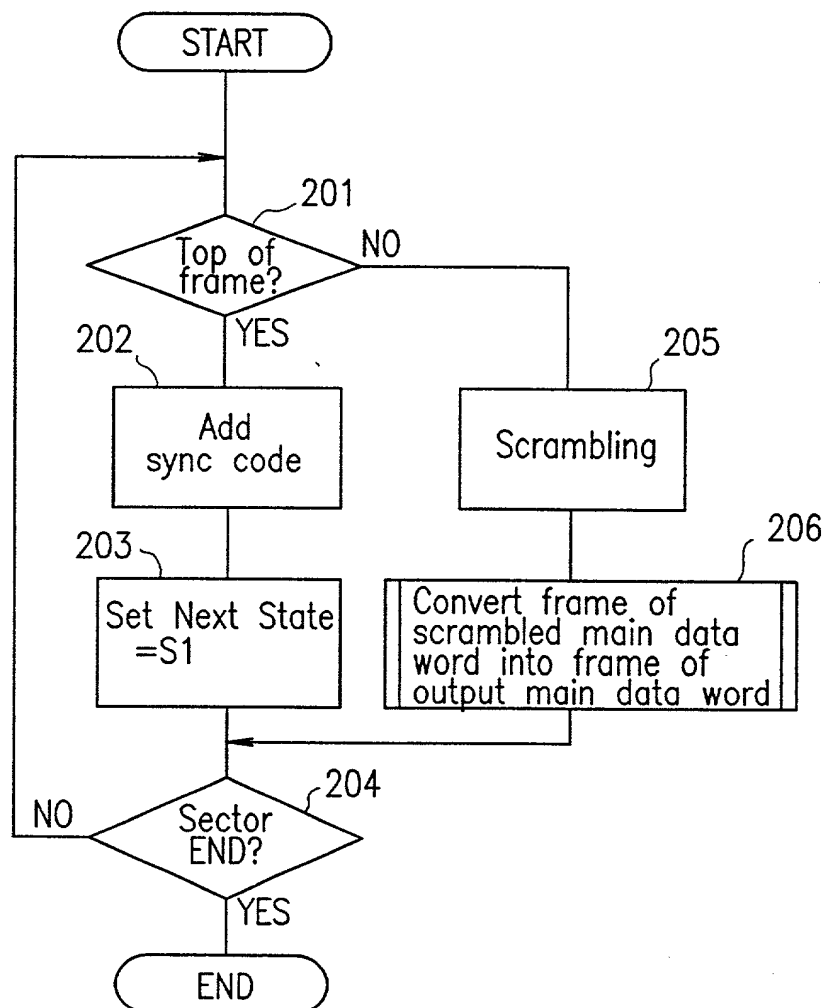 START
201
Top of
frame?
NO
YES
202
Add
sync code
205
Scrambling
203
Set Next State
=S1
206
Convert frame of
scrambled main data
word into frame of
output main data word
204
Sector
END?
NO
YES
END